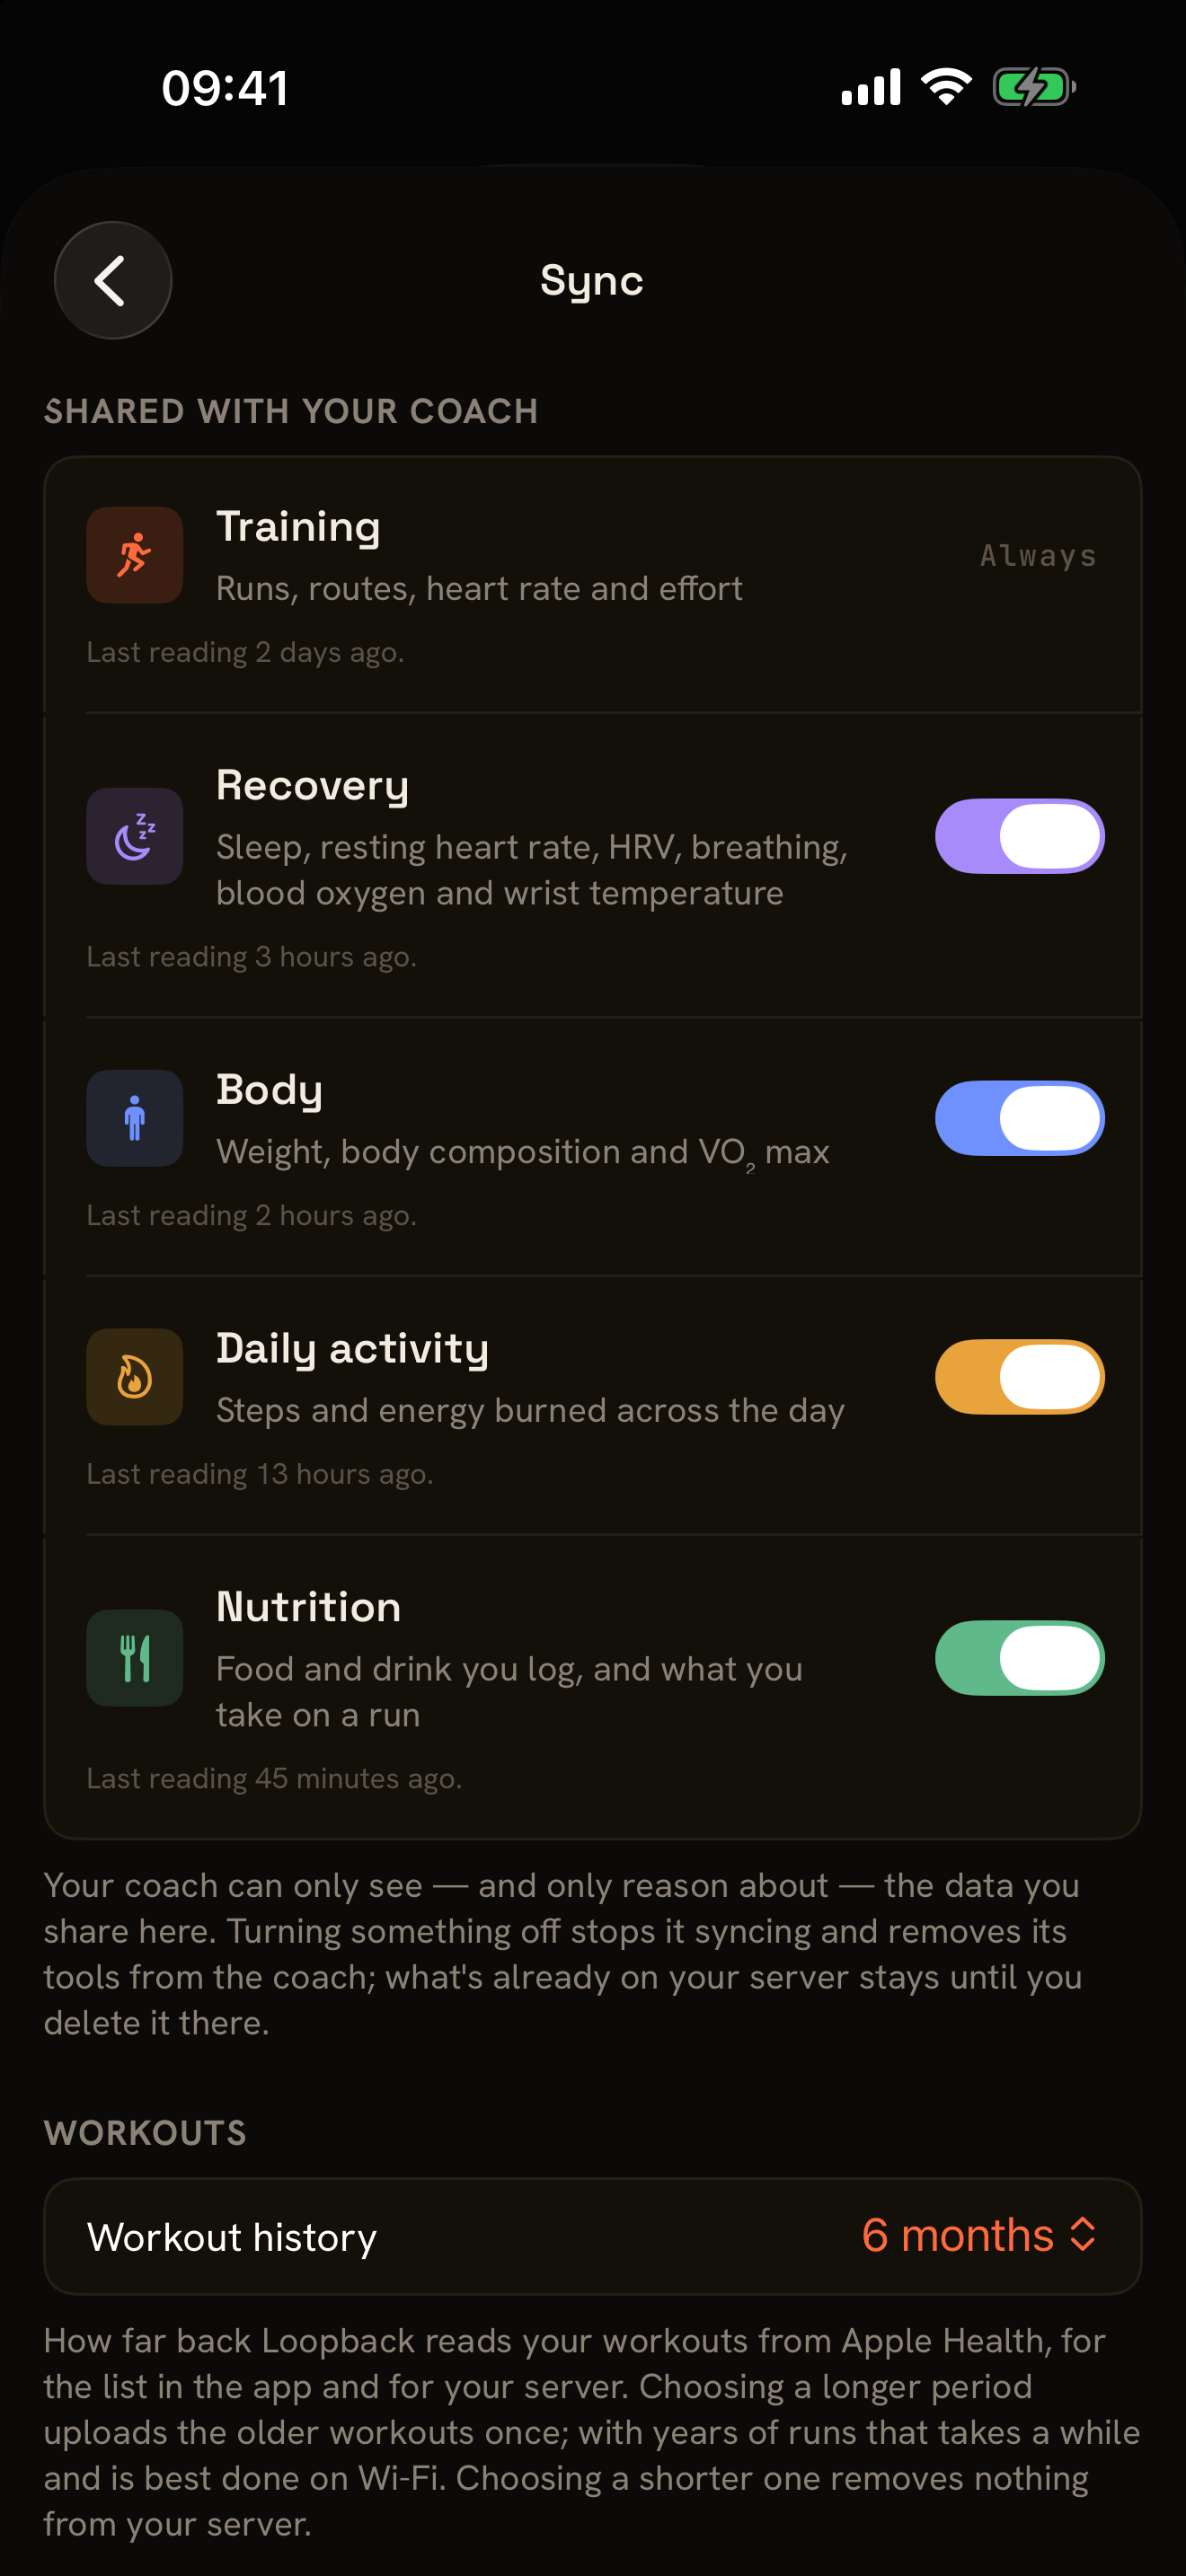 09:41
Sync
SHARED WITH YOUR COACH
Training
Always
Runs, routes, heart rate and effort
Last reading 2 days ago.
Recovery
Sleep, resting heart rate, HRV, breathing,
blood oxygen and wrist temperature
Last reading 3 hours ago.
Body
Weight, body composition and VO₂ max
Last reading 2 hours ago.
Daily activity
Steps and energy burned across the day
Last reading 13 hours ago.
Nutrition
Food and drink you log, and what you
take on a run
Last reading 45 minutes ago.
Your coach can only see — and only reason about — the data you
share here. Turning something off stops it syncing and removes its
tools from the coach; what's already on your server stays until you
delete it there.
WORKOUTS
Workout history
6 months
How far back Loopback reads your workouts from Apple Health, for
the list in the app and for your server. Choosing a longer period
uploads the older workouts once; with years of runs that takes a while
and is best done on Wi-Fi. Choosing a shorter one removes nothing
from your server.